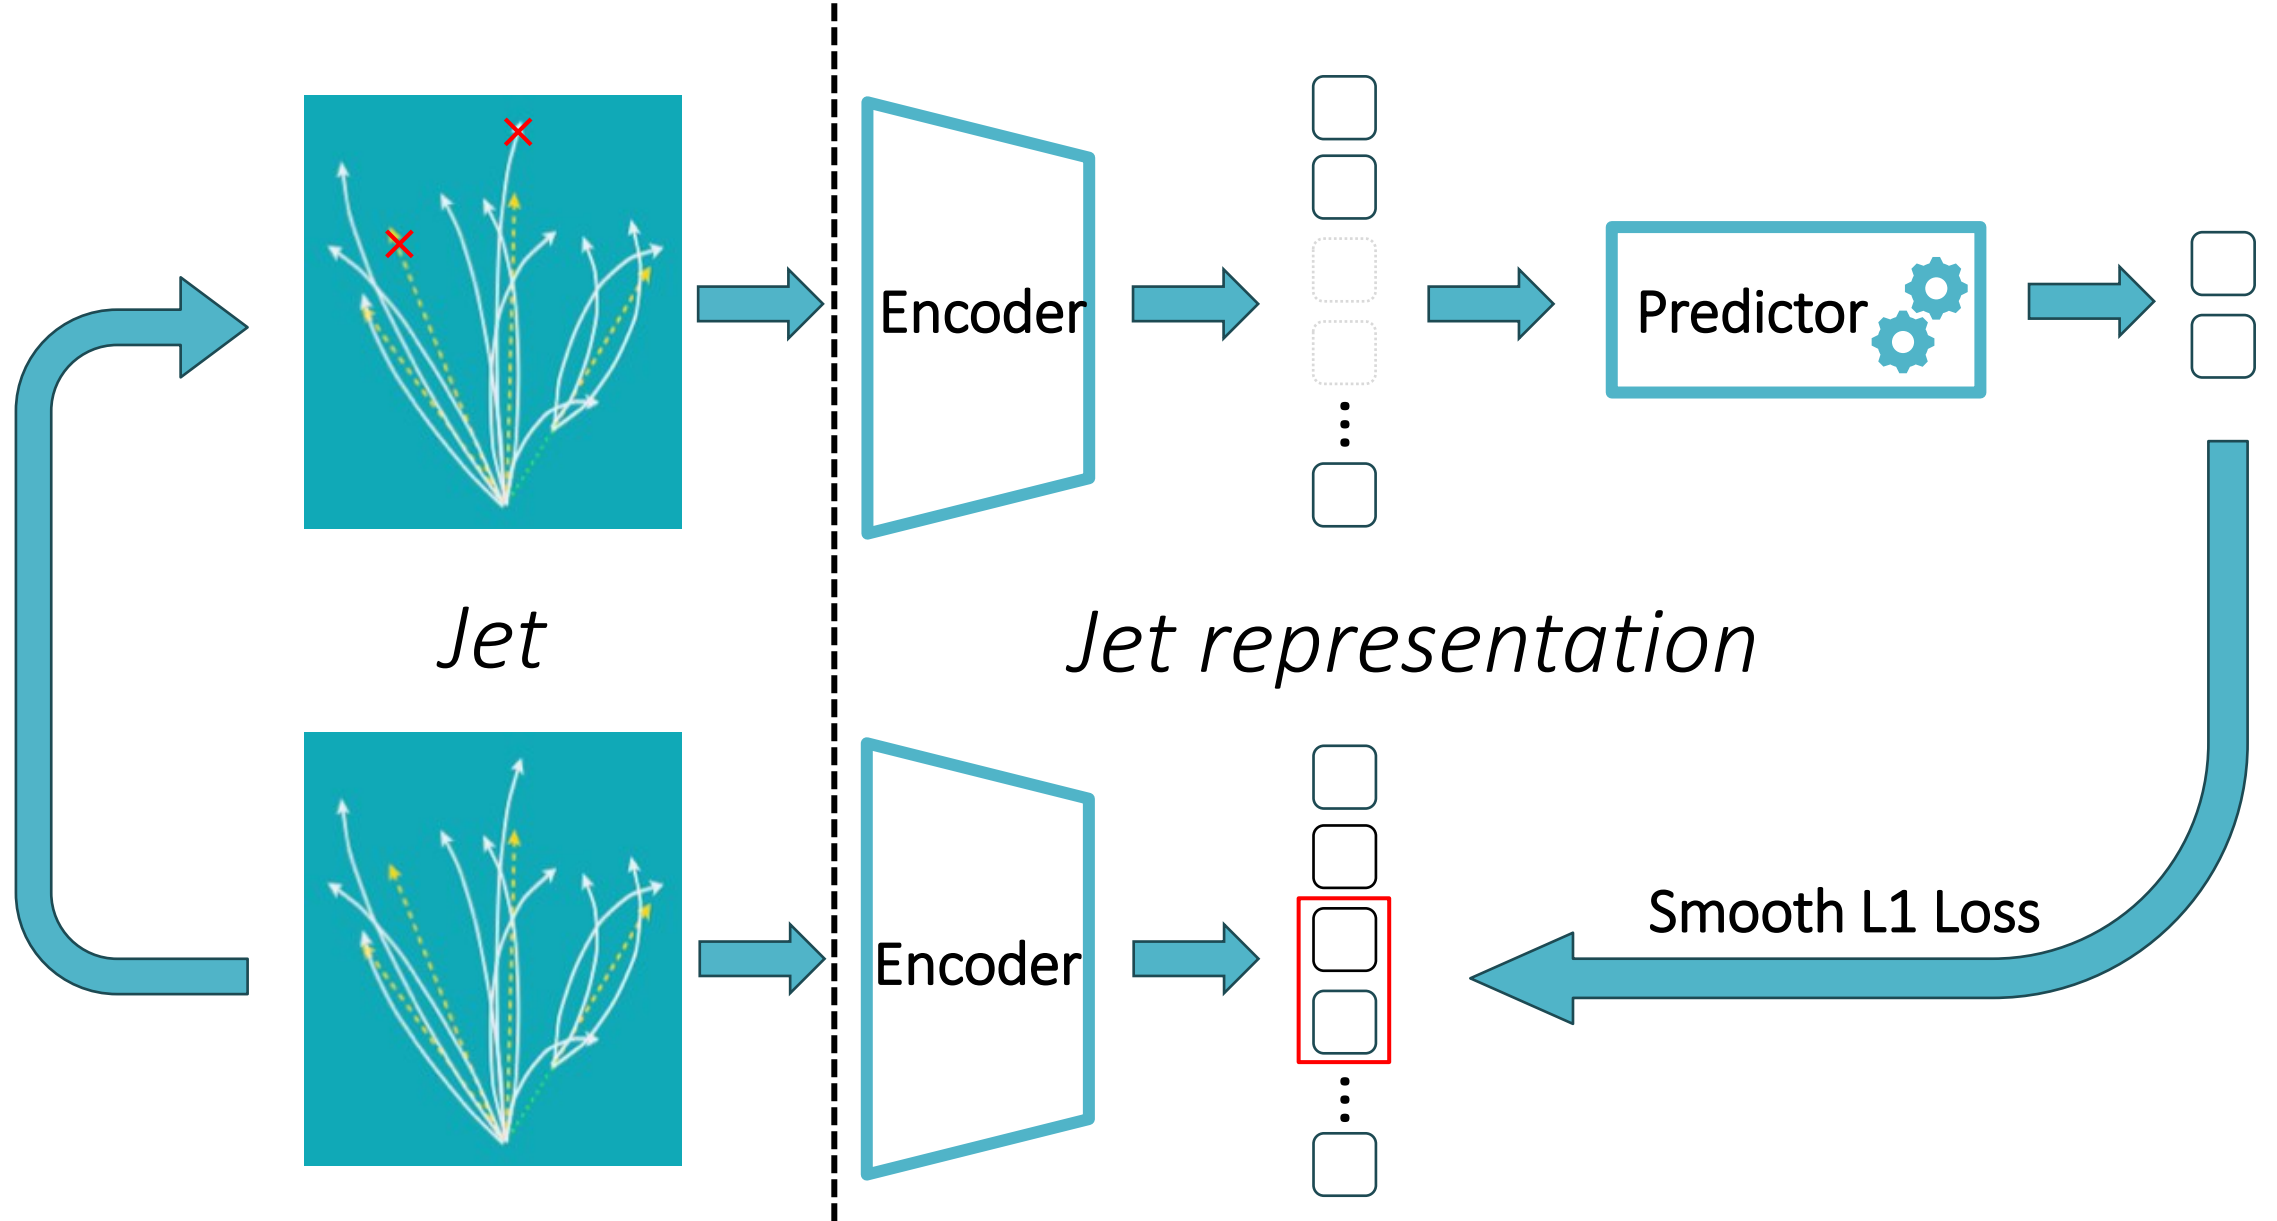 Encoder
Predictor
Jet
Jet representation
Encoder
Smooth L1 Loss